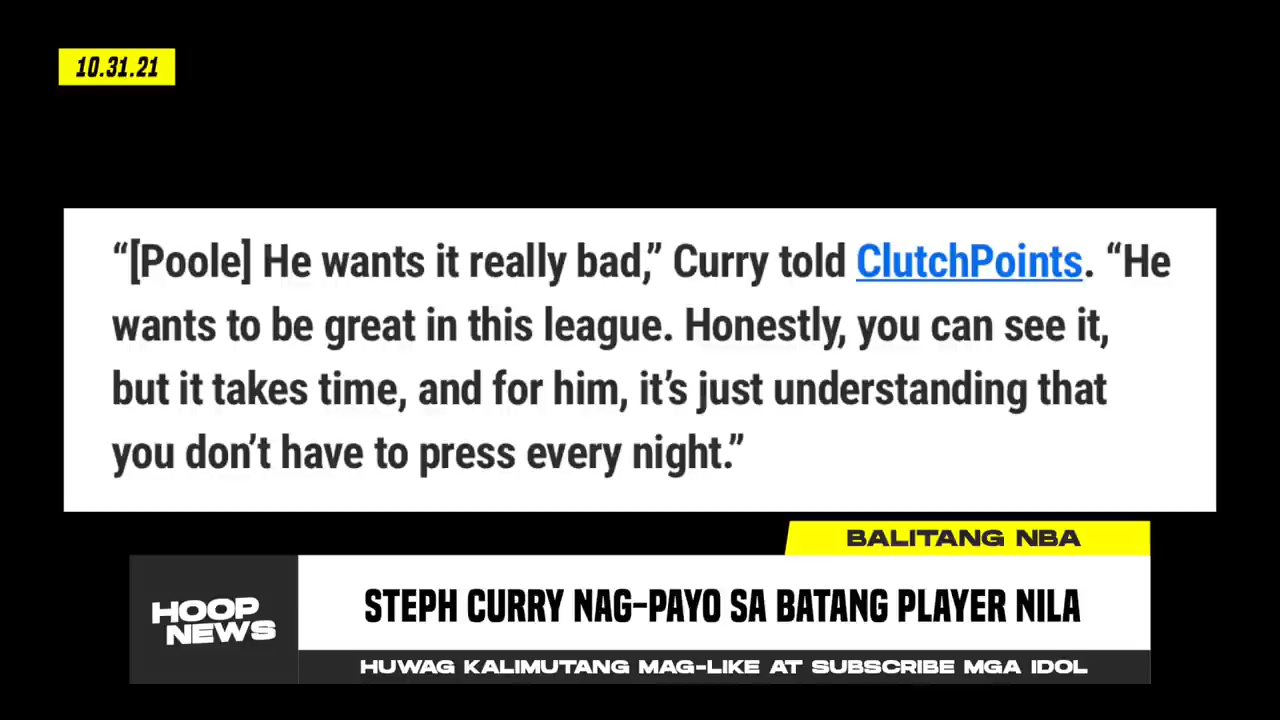 10.31.21
“[Poole] He wants it really bad,” Curry told ClutchPoints. “He
wants to be great in this league. Honestly, you can see it,
but it takes time, and for him, it’s just understanding that
you don’t have to press every night.”
BALITANG NBA
HOOP
NEWS
STEPH CURRY NAG-PAYO SA BATANG PLAYER NILA
HUWAG KALIMUTANG MAG-LIKE AT SUBSCRIBE MGA IDOL